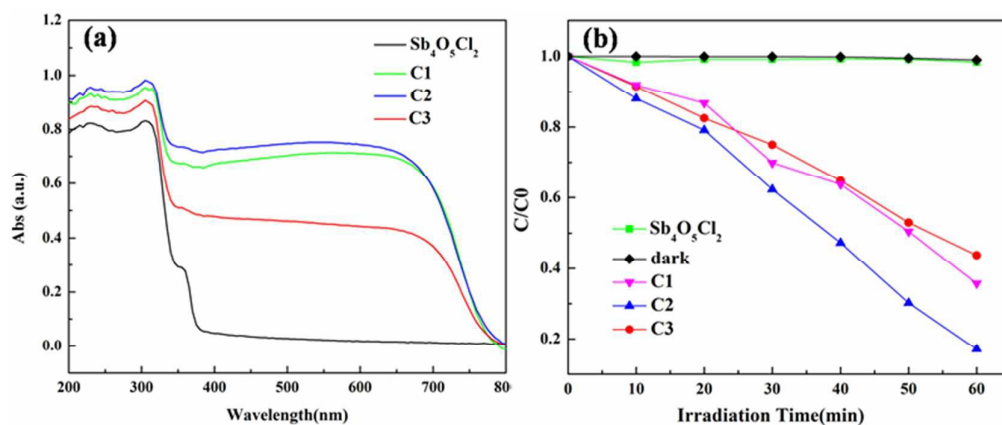 (a)
Sb₄O₅Cl₂
C1
C2
C3
1.2
1.0
0.8
0.6
0.4
0.2
0.0
Abs (a.u.)
200 300 400 500 600 700 80
Wavelength(nm)
(b)
1.0
0.8
0.6
0.4
0.2
C/C0
Sb₄O₅Cl₂
dark
C1
C2
C3
0 10 20 30 40 50 60
Irradiation Time(min)